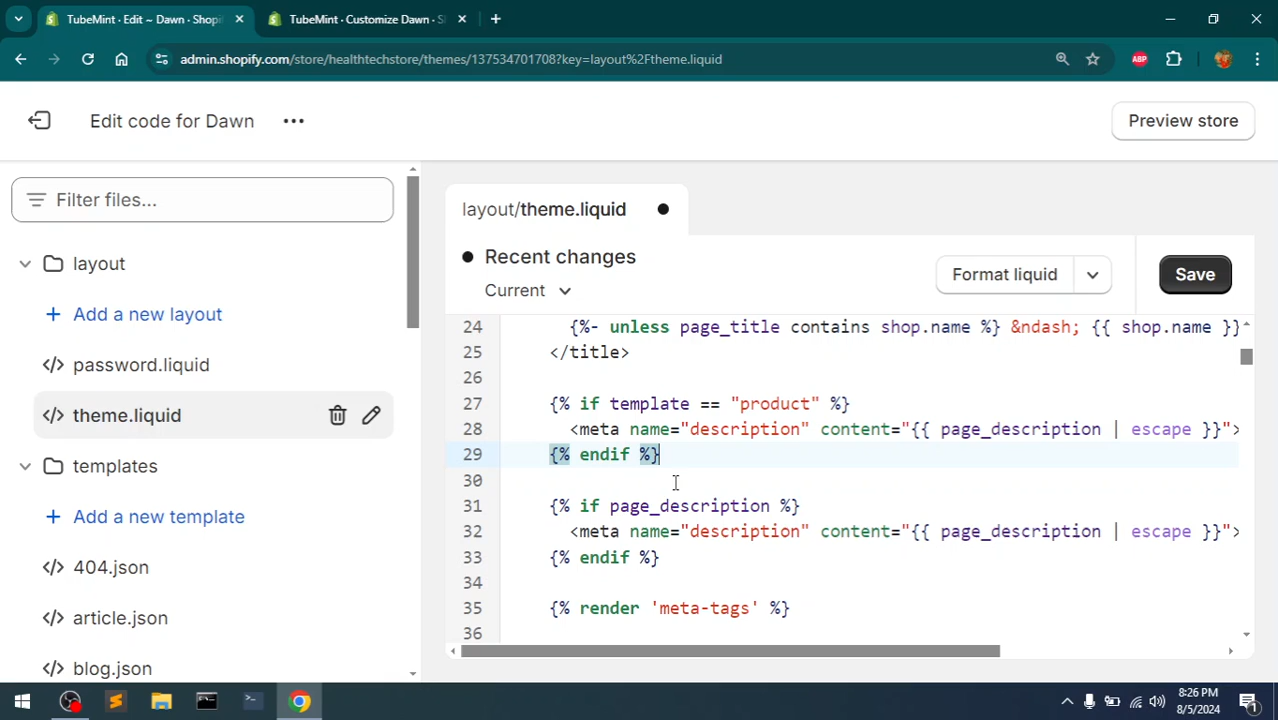 TubeMint · Edit ~ Dawn · Shopi
TubeMint · Customize Dawn · S
admin.shopify.com/store/healthtechstore/themes/137534701708?key=layout%2Ftheme.liquid
ABP
Edit code for Dawn
Preview store
Filter files...
layout
+ Add a new layout
</> password.liquid
</> theme.liquid
templates
+ Add a new template
</> 404.json
</> article.json
</> blog.json
layout/theme.liquid
Recent changes
Current
Format liquid
Save
24 {%- unless page_title contains shop.name %} &ndash; {{ shop.name }}
25 </title>
26
27 {% if template == "product" %}
28 <meta name="description" content="{{ page_description | escape }}">
29 {% endif %}
30
31 {% if page_description %}
32 <meta name="description" content="{{ page_description | escape }}">
33 {% endif %}
34
35 {% render 'meta-tags' %}
36
8:26 PM
8/5/2024
1